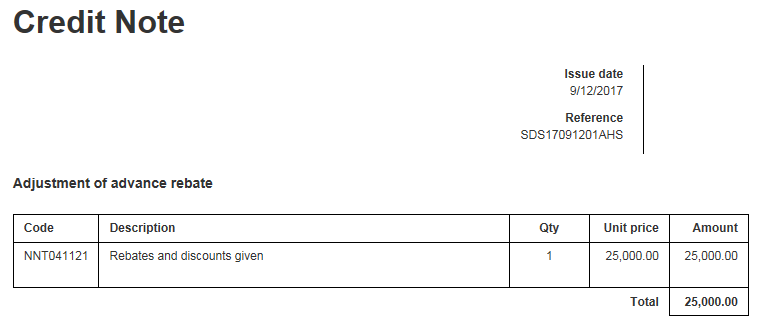 Credit Note
Issue date
9/12/2017
Reference
SDS17091201AHS
Adjustment of advance rebate
Code Description Qty Unit price Amount
NNT041121 Rebates and discounts given 1 25,000.00 25,000.00
Total 25,000.00